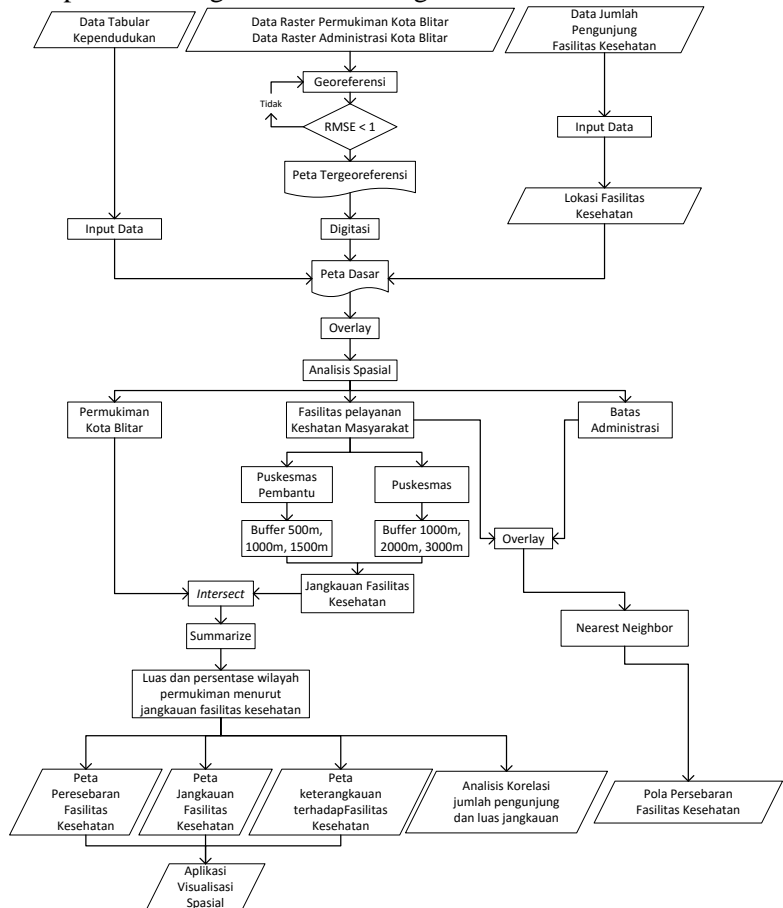 Data Tabular
Kependudukan
Data Raster Permukiman Kota Blitar
Data Raster Administrasi Kota Blitar
Data Jumlah
Pengunjung
Fasilitas Kesehatan
Georeferensi
Tidak
RMSE < 1
Input Data
Peta Tergeoreferensi
Lokasi Fasilitas
Kesehatan
Input Data
Digitasi
Peta Dasar
Overlay
Analisis Spasial
Permukiman
Kota Blitar
Fasilitas pelayanan
Keshatan Masyarakat
Batas
Administrasi
Puskesmas
Pembantu
Puskesmas
Buffer 500m,
1000m, 1500m
Buffer 1000m,
2000m, 3000m
Overlay
Intersect
Jangkauan Fasilitas
Kesehatan
Summarize
Nearest Neighbor
Luas dan persentase wilayah
permukiman menurut
jangkauan fasilitas kesehatan
Peta
Peresebaran
Fasilitas
Kesehatan
Peta
Jangkauan
Fasilitas
Kesehatan
Peta
keterangkauan
terhadapFasilitas
Kesehatan
Analisis Korelasi
jumlah pengunjung
dan luas jangkauan
Pola Persebaran
Fasilitas Kesehatan
Aplikasi
Visualisasi
Spasial